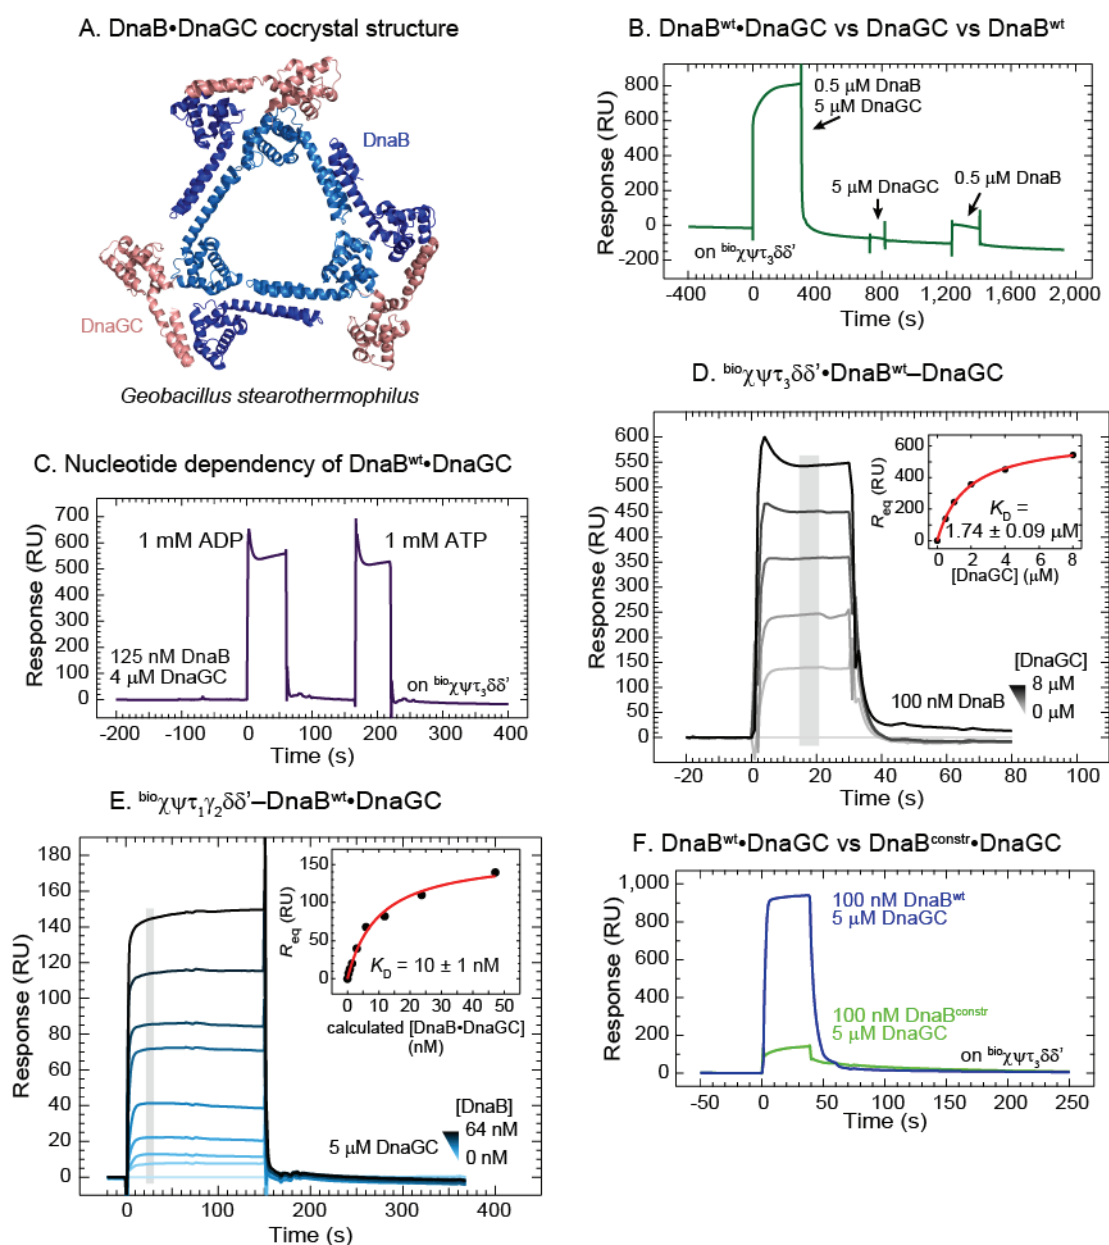 A. DnaB•DnaGC cocrystal structure
DnaB
DnaGC
Geobacillus stearothermophilus
B. DnaBʷᵗ•DnaGC vs DnaGC vs DnaBʷᵗ
Response (RU)
800
600
400
200
0
-200
0.5 μM DnaB
5 μM DnaGC
5 μM DnaGC
0.5 μM DnaB
on ᵇⁱᵒχψτ₃δδ'
-400 0 400 800 1,200 1,600 2,000
Time (s)
C. Nucleotide dependency of DnaBʷᵗ•DnaGC
Response (RU)
700
600
500
400
300
200
100
0
1 mM ADP
1 mM ATP
125 nM DnaB
4 μM DnaGC
on ᵇⁱᵒχψτ₃δδ'
-200 -100 0 100 200 300 400
Time (s)
D. ᵇⁱᵒχψτ₃δδ'•DnaBʷᵗ–DnaGC
Response (RU)
600
550
500
450
400
350
300
250
200
150
100
50
0
Req (RU)
600
400
200
0
KD =
1.74 ± 0.09 μM
0 2 4 6 8
[DnaGC] (μM)
[DnaGC]
8 μM
0 μM
100 nM DnaB
-20 0 20 40 60 80 100
Time (s)
E. ᵇⁱᵒχψτ₁γ₂δδ'–DnaBʷᵗ•DnaGC
Response (RU)
180
160
140
120
100
80
60
40
20
0
Req (RU)
150
100
50
0
KD = 10 ± 1 nM
0 10 20 30 40 50
calculated [DnaB•DnaGC]
(nM)
[DnaB]
64 nM
0 nM
5 μM DnaGC
0 100 200 300 400
Time (s)
F. DnaBʷᵗ•DnaGC vs DnaBᶜᵒⁿˢᵗʳ•DnaGC
Response (RU)
1,000
800
600
400
200
0
100 nM DnaBʷᵗ
5 μM DnaGC
100 nM DnaBᶜᵒⁿˢᵗʳ
5 μM DnaGC
on ᵇⁱᵒχψτ₃δδ'
-50 0 50 100 150 200 250
Time (s)